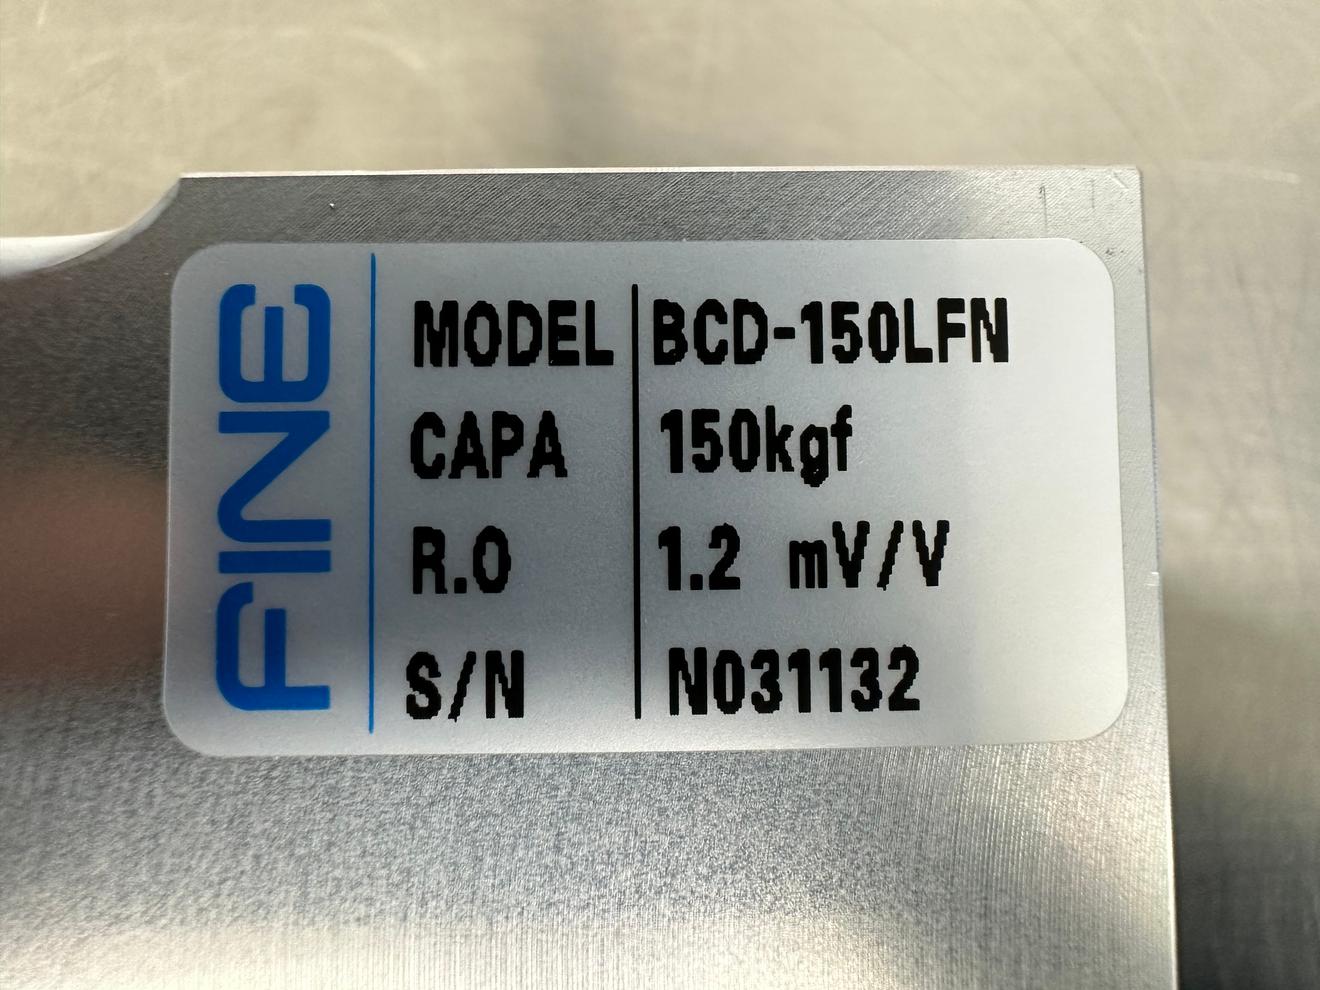 FINE
MODEL BCD-150LFN
CAPA 150kgf
R.O 1.2 mV/V
S/N N031132